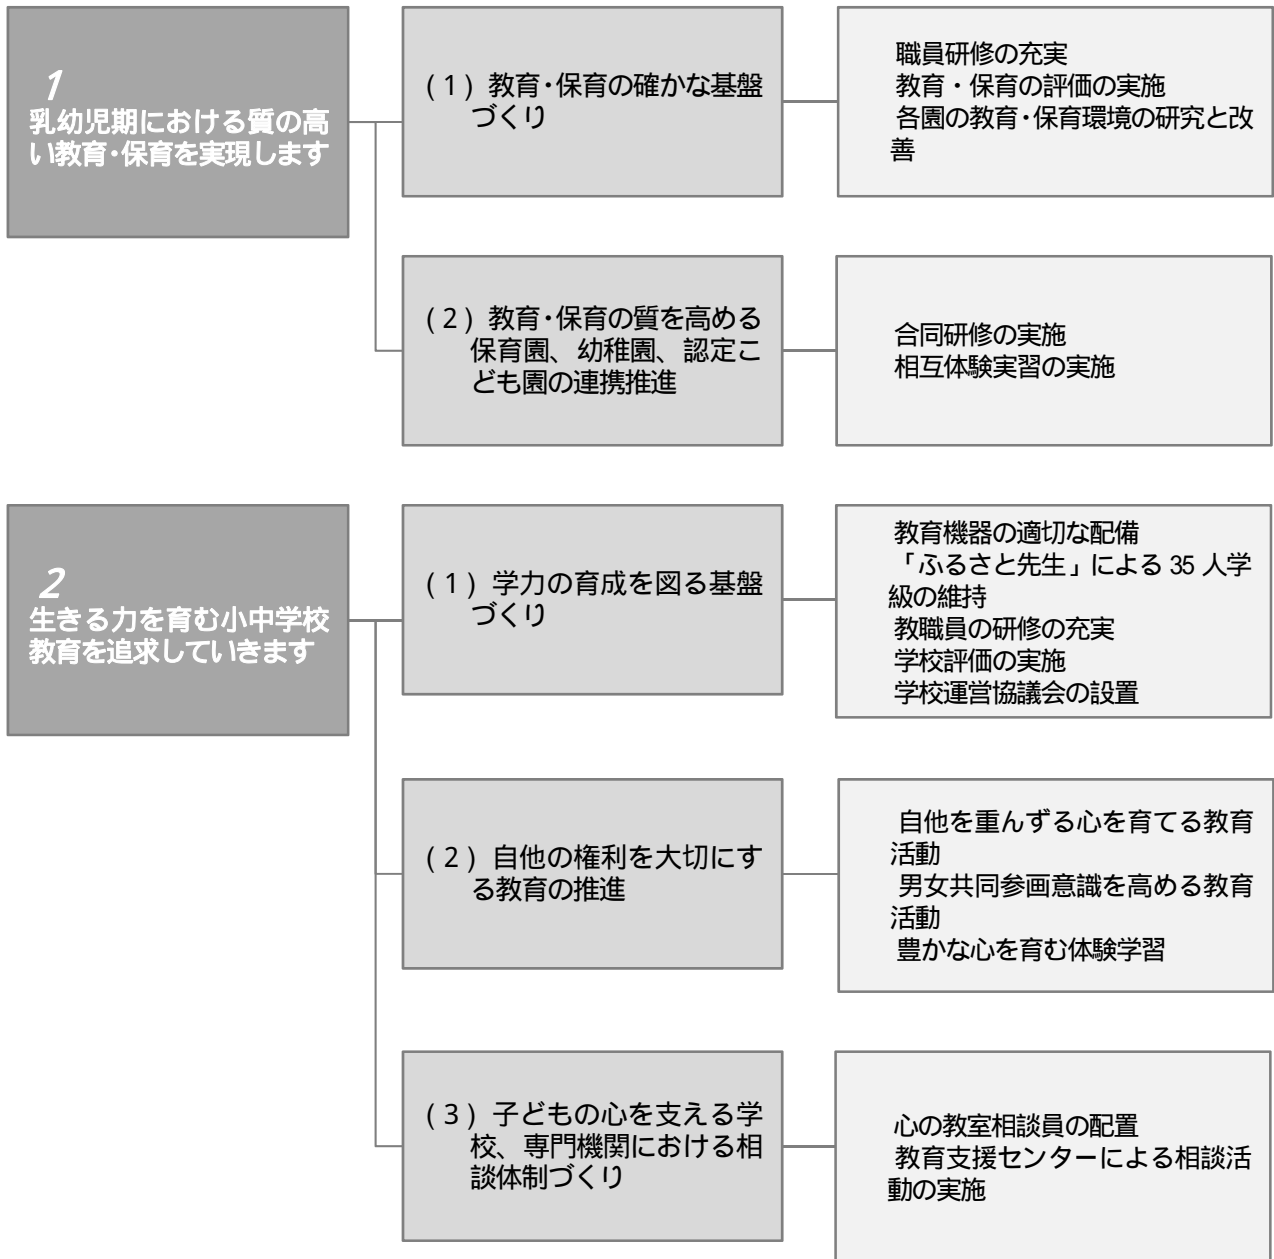 1
乳幼児期における質の高
い教育・保育を実現します
(1) 教育・保育の確かな基盤
づくり
職員研修の充実
教育・保育の評価の実施
各園の教育・保育環境の研究と改
善
(2) 教育・保育の質を高める
保育園、幼稚園、認定こ
ども園の連携推進
合同研修の実施
相互体験実習の実施
2
生きる力を育む小中学校
教育を追求していきます
(1) 学力の育成を図る基盤
づくり
教育機器の適切な配備
「ふるさと先生」による 35 人学
級の維持
教職員の研修の充実
学校評価の実施
学校運営協議会の設置
(2) 自他の権利を大切にす
る教育の推進
自他を重んずる心を育てる教育
活動
男女共同参画意識を高める教育
活動
豊かな心を育む体験学習
(3) 子どもの心を支える学
校、専門機関における相
談体制づくり
心の教室相談員の配置
教育支援センターによる相談活
動の実施